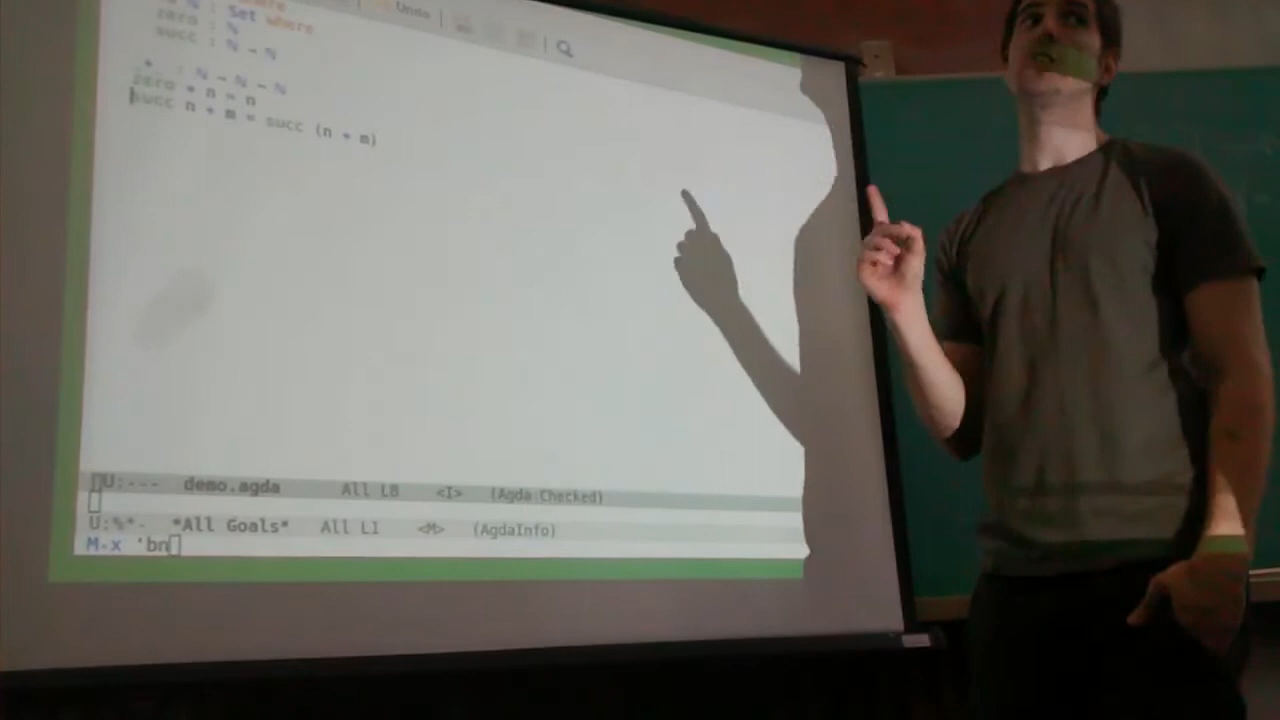 Undo
ℕ : Set where
zero : ℕ
succ : ℕ → ℕ
_+_ : ℕ → ℕ → ℕ
zero + n = n
succ n + m = succ (n + m)
U:--- demo.agda All L8 <I> (Agda Checked)
U:%*- *All Goals* All L1 <M> (AgdaInfo)
M-x 'bn